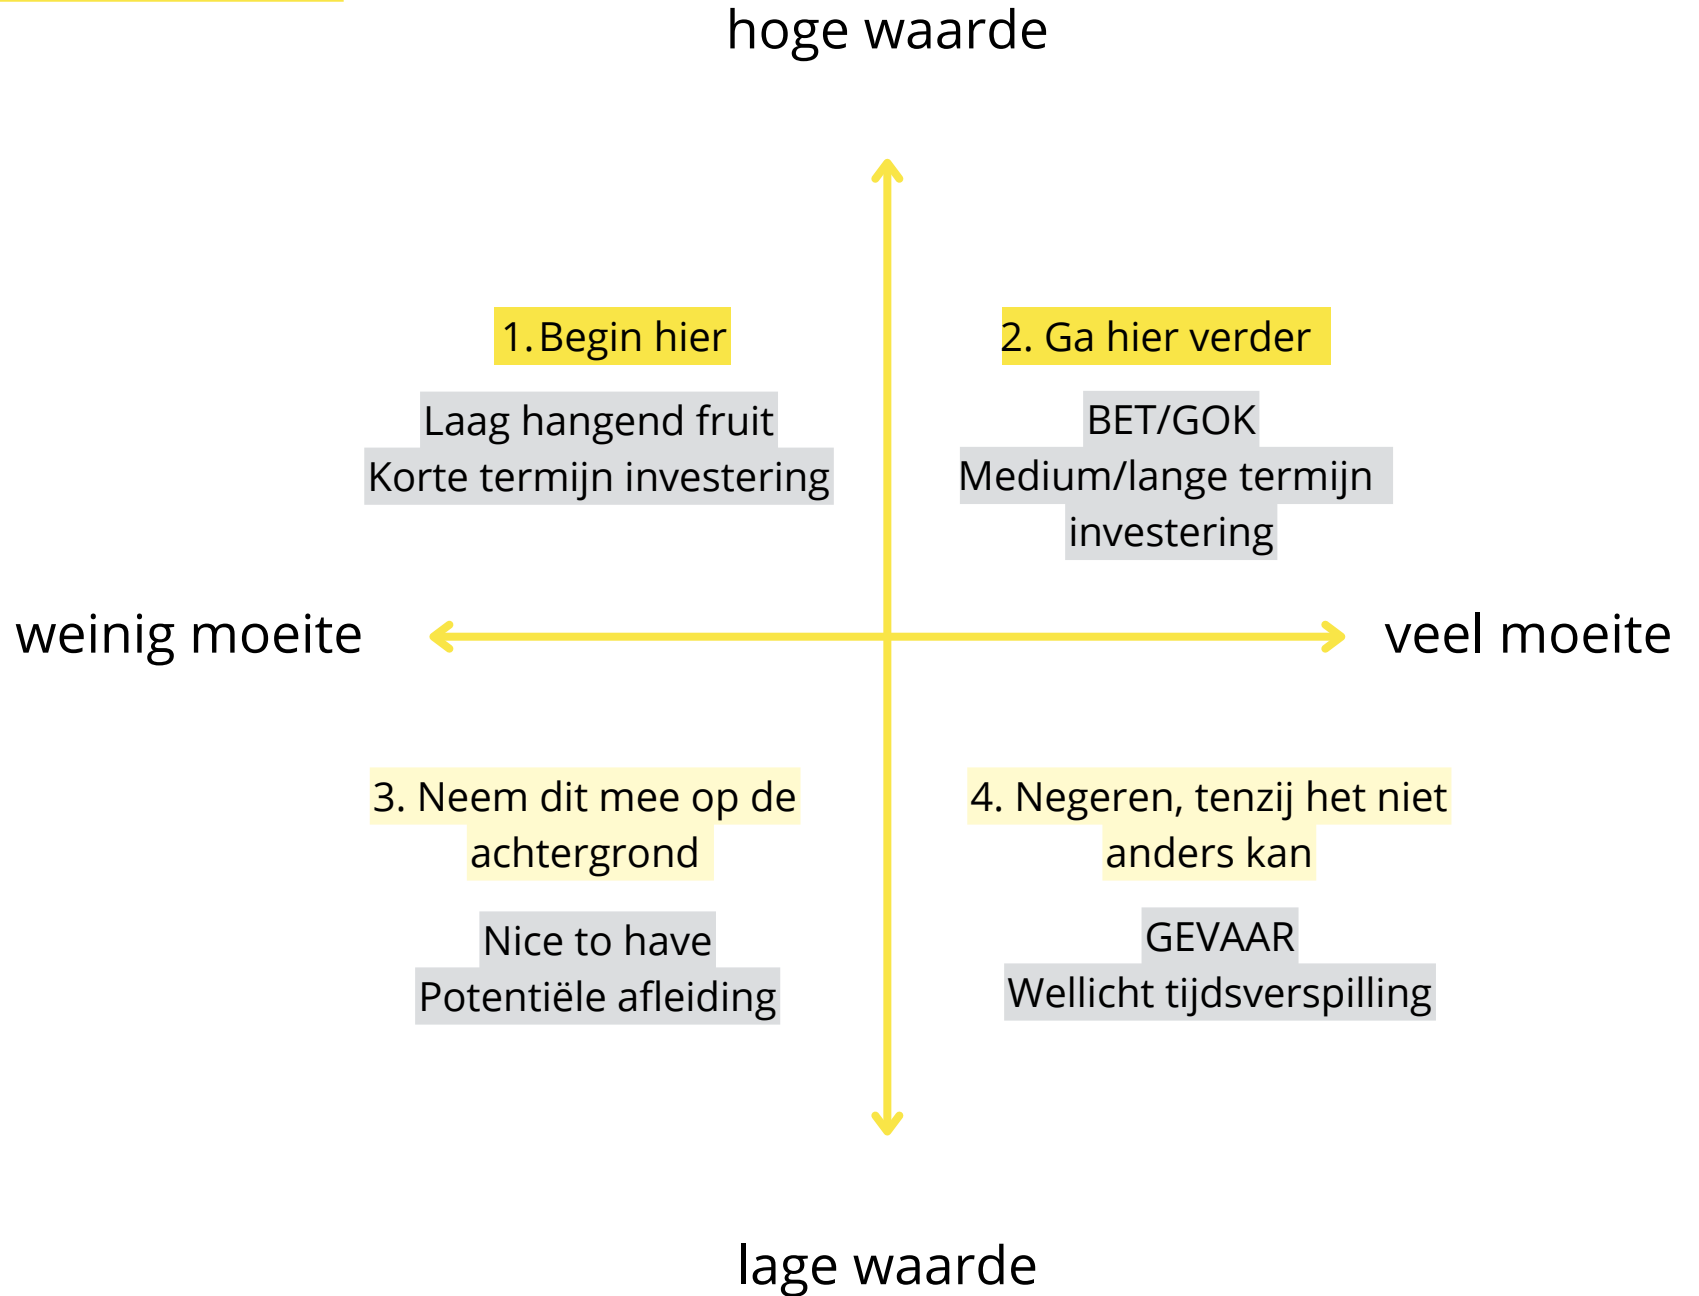 hoge waarde
1. Begin hier
Laag hangend fruit
Korte termijn investering
2. Ga hier verder
BET/GOK
Medium/lange termijn
investering
weinig moeite
veel moeite
3. Neem dit mee op de
achtergrond
Nice to have
Potentiële afleiding
4. Negeren, tenzij het niet
anders kan
GEVAAR
Wellicht tijdsverspilling
lage waarde